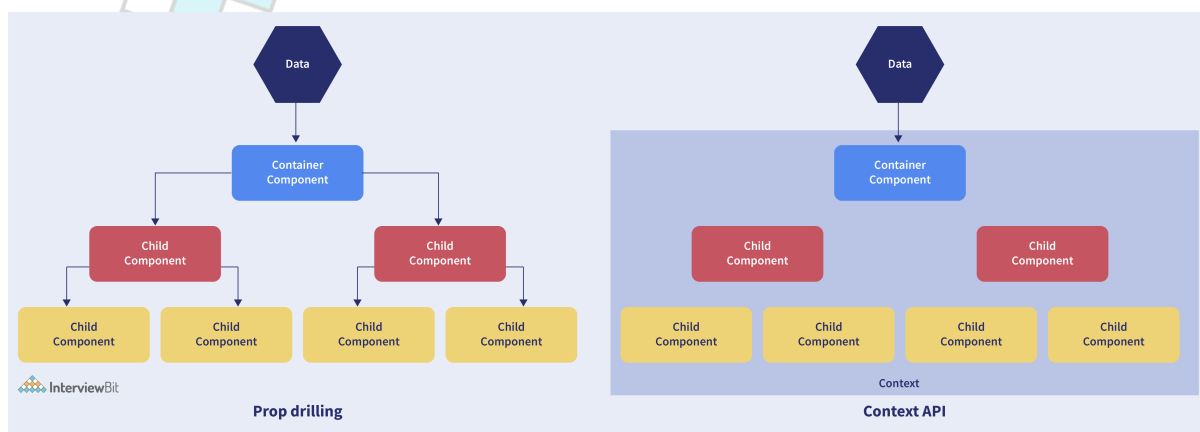 Data
Container
Component
Child
Component
Child
Component
Child
Component
Child
Component
Child
Component
Child
Component
InterviewBit
Prop drilling
Data
Container
Component
Child
Component
Child
Component
Child
Component
Child
Component
Child
Component
Child
Component
Context
Context API